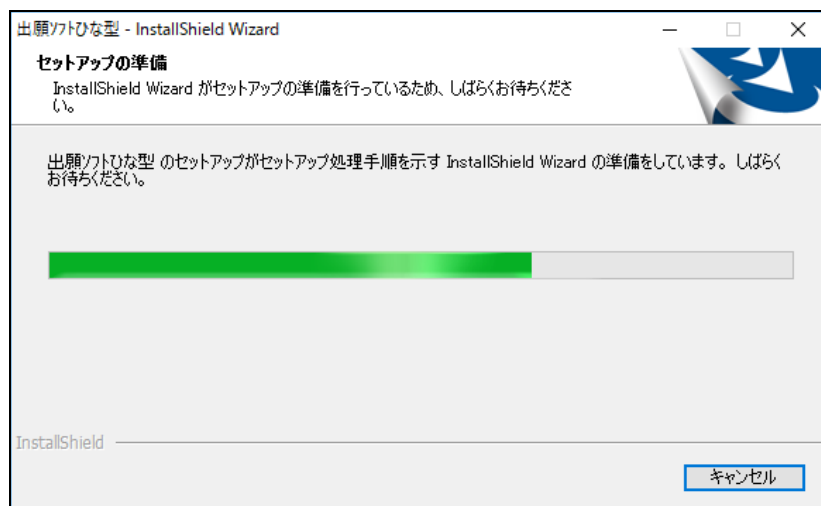 出願ｿﾌﾄひな型 - InstallShield Wizard
セットアップの準備
InstallShield Wizard がセットアップの準備を行っているため、しばらくお待ちくださ
い。
出願ソフトひな型 のセットアップがセットアップ処理手順を示す InstallShield Wizard の準備をしています。しばらく
お待ちください。
InstallShield
キャンセル